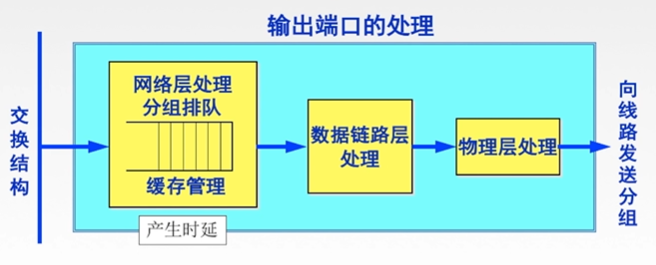 输出端口的处理
交换结构
网络层处理
分组排队
缓存管理
产生时延
数据链路层
处理
物理层处理
向线路发送分组